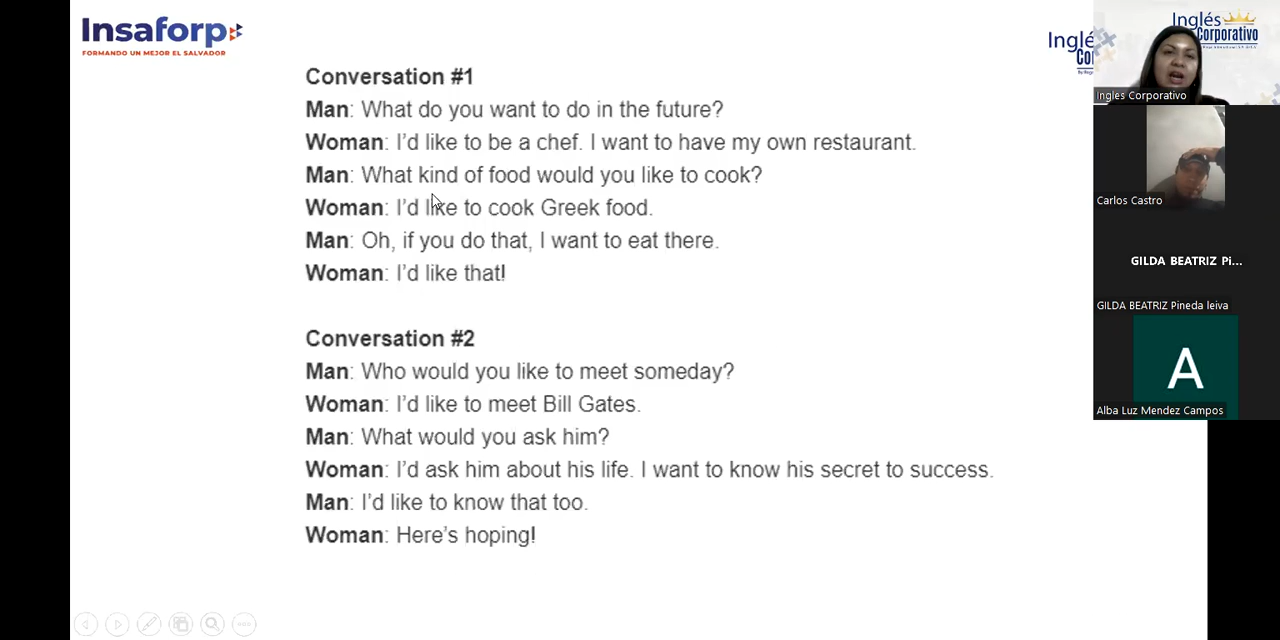 Insaforp
FORMANDO UN MEJOR EL SALVADOR
Conversation #1
Man: What do you want to do in the future?
Woman: I'd like to be a chef. I want to have my own restaurant.
Man: What kind of food would you like to cook?
Woman: I'd like to cook Greek food.
Man: Oh, if you do that, I want to eat there.
Woman: I'd like that!
Conversation #2
Man: Who would you like to meet someday?
Woman: I'd like to meet Bill Gates.
Man: What would you ask him?
Woman: I'd ask him about his life. I want to know his secret to success.
Man: I'd like to know that too.
Woman: Here's hoping!
Inglé
Co
Inglés
Corporativo
Ingles Corporativo
Carlos Castro
GILDA BEATRIZ Pi...
GILDA BEATRIZ Pineda leiva
A
Alba Luz Mendez Campos